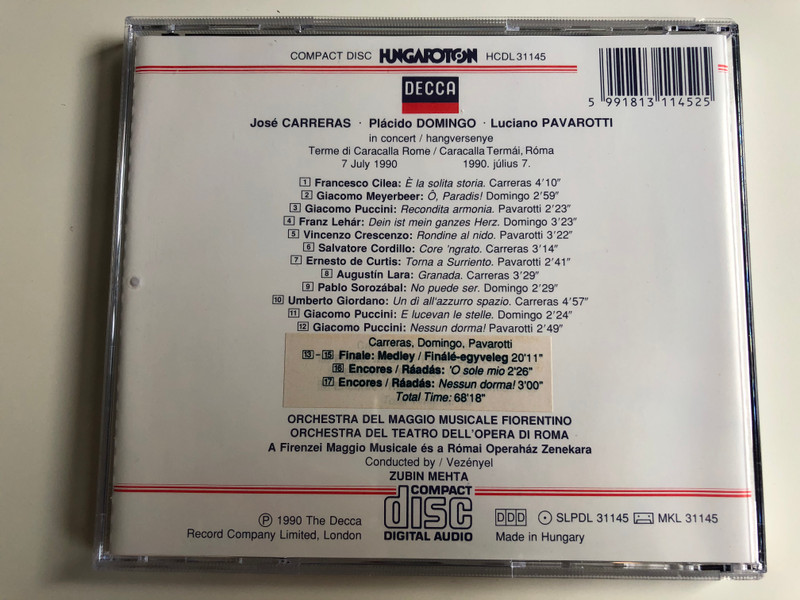 COMPACT DISC HUNGAROTON HCDL 31145
5 991813 114525
DECCA
José CARRERAS · Plácido DOMINGO · Luciano PAVAROTTI
in concert / hangversenye
Terme di Caracalla Rome / Caracalla Termái, Róma
7 July 1990 1990. július 7.
1 Francesco Cilea: È la solita storia. Carreras 4'10"
2 Giacomo Meyerbeer: Ô, Paradis! Domingo 2'59"
3 Giacomo Puccini: Recondita armonia. Pavarotti 2'23"
4 Franz Lehár: Dein ist mein ganzes Herz. Domingo 3'23"
5 Vincenzo Crescenzo: Rondine al nido. Pavarotti 3'22"
6 Salvatore Cordillo: Core 'ngrato. Carreras 3'14"
7 Ernesto de Curtis: Torna a Surriento. Pavarotti 2'41"
8 Augustín Lara: Granada. Carreras 3'29"
9 Pablo Sorozábal: No puede ser. Domingo 2'29"
10 Umberto Giordano: Un dì all'azzurro spazio. Carreras 4'57"
11 Giacomo Puccini: E lucevan le stelle. Domingo 2'24"
12 Giacomo Puccini: Nessun dorma! Pavarotti 2'49"
Carreras, Domingo, Pavarotti
13 - 15 Finale: Medley / Finálé-egyveleg 20'11"
16 Encores / Ráadás: 'O sole mio 2'26"
17 Encores / Ráadás: Nessun dorma! 3'00"
Total Time: 68'18"
ORCHESTRA DEL MAGGIO MUSICALE FIORENTINO
ORCHESTRA DEL TEATRO DELL'OPERA DI ROMA
A Firenzei Maggio Musicale és a Római Operaház Zenekara
Conducted by / Vezényel
ZUBIN MEHTA
COMPACT disc DIGITAL AUDIO
Ⓟ 1990 The Decca
Record Company Limited, London
DDD SLPDL 31145 MKL 31145
Made in Hungary